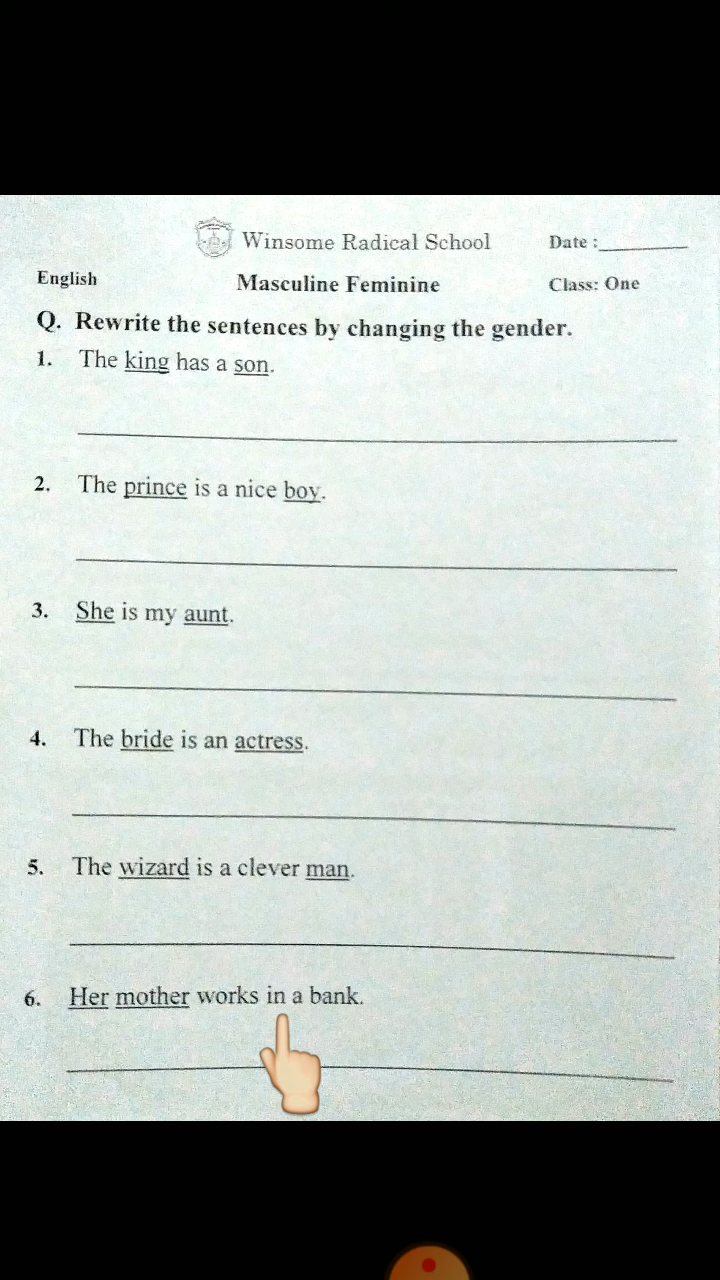 Winsome Radical School Date :
English Masculine Feminine Class: One
Q. Rewrite the sentences by changing the gender.
1. The king has a son.
2. The prince is a nice boy.
3. She is my aunt.
4. The bride is an actress.
5. The wizard is a clever man.
6. Her mother works in a bank.